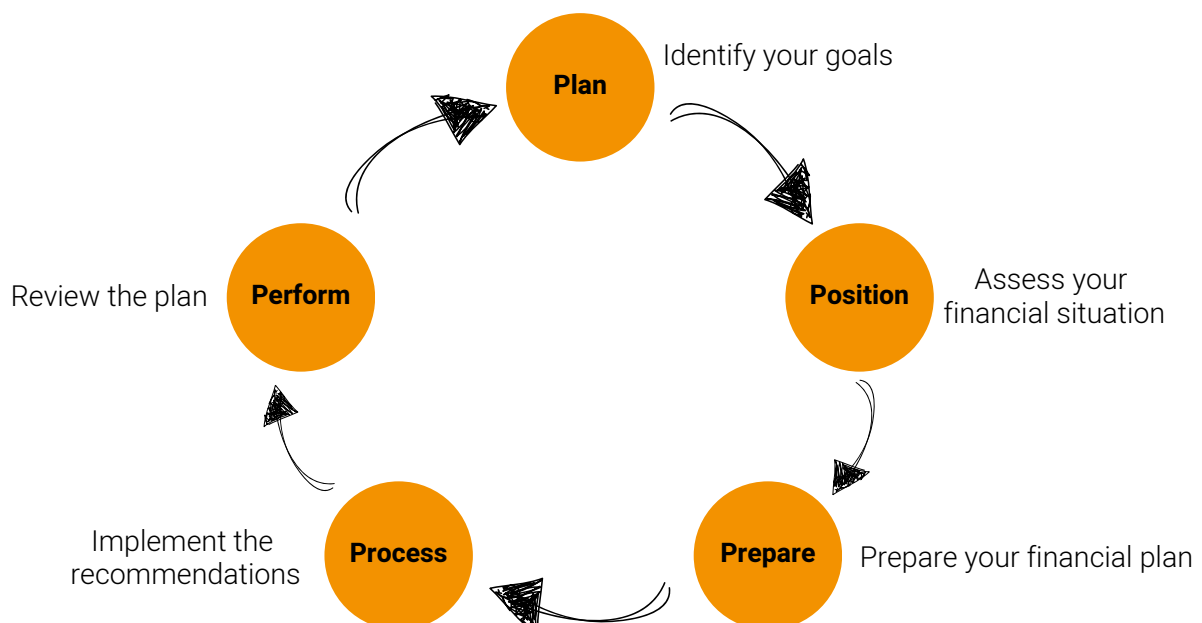 Plan
Identify your goals
Position
Assess your
financial situation
Prepare
Prepare your financial plan
Process
Implement the
recommendations
Perform
Review the plan